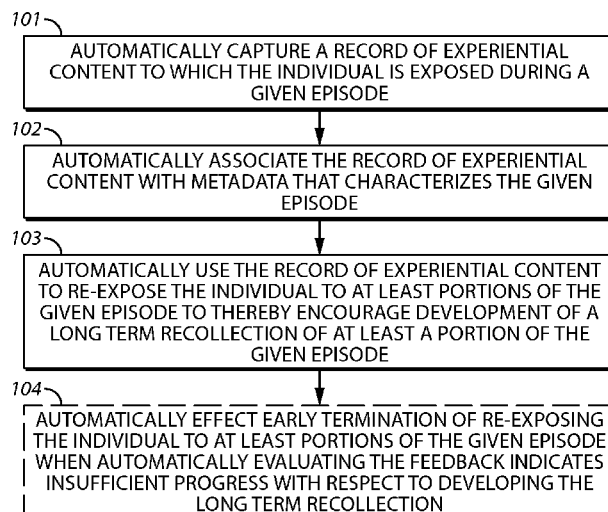 101
AUTOMATICALLY CAPTURE A RECORD OF EXPERIENTIAL
CONTENT TO WHICH THE INDIVIDUAL IS EXPOSED DURING A
GIVEN EPISODE
102
AUTOMATICALLY ASSOCIATE THE RECORD OF EXPERIENTIAL
CONTENT WITH METADATA THAT CHARACTERIZES THE GIVEN
EPISODE
103
AUTOMATICALLY USE THE RECORD OF EXPERIENTIAL CONTENT
TO RE-EXPOSE THE INDIVIDUAL TO AT LEAST PORTIONS OF THE
GIVEN EPISODE TO THEREBY ENCOURAGE DEVELOPMENT OF A
LONG TERM RECOLLECTION OF AT LEAST A PORTION OF THE
GIVEN EPISODE
104
AUTOMATICALLY EFFECT EARLY TERMINATION OF RE-EXPOSING
THE INDIVIDUAL TO AT LEAST PORTIONS OF THE GIVEN EPISODE
WHEN AUTOMATICALLY EVALUATING THE FEEDBACK INDICATES
INSUFFICIENT PROGRESS WITH RESPECT TO DEVELOPING THE
LONG TERM RECOLLECTION